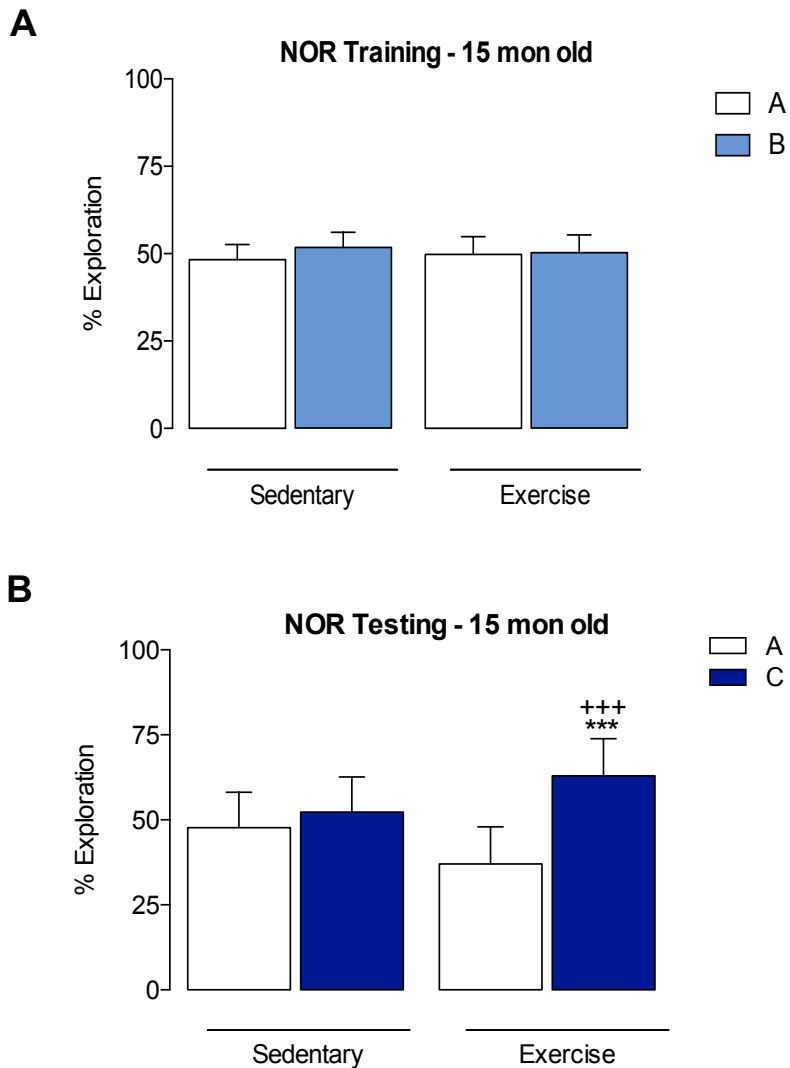 A
NOR Training - 15 mon old
100
75
50
25
0
% Exploration
A
B
Sedentary
Exercise
B
NOR Testing - 15 mon old
100
75
50
25
0
% Exploration
A
C
+++
***
Sedentary
Exercise